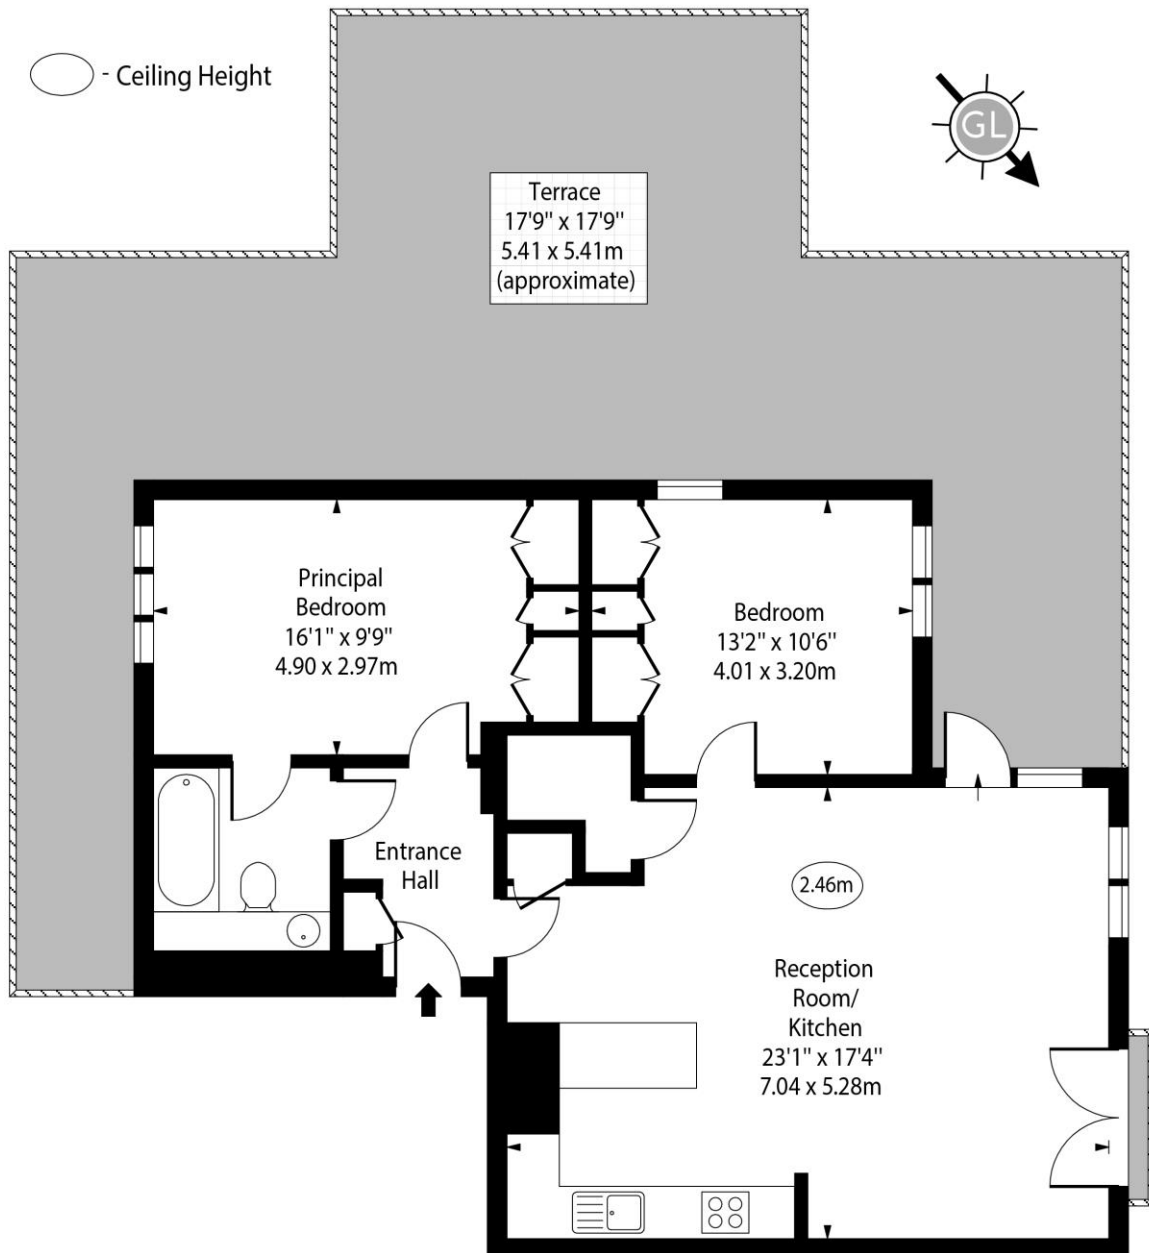 - Ceiling Height
GL
Terrace
17'9" x 17'9"
5.41 x 5.41m
(approximate)
Principal
Bedroom
16'1" x 9'9"
4.90 x 2.97m
Bedroom
13'2" x 10'6"
4.01 x 3.20m
Entrance
Hall
2.46m
Reception
Room/
Kitchen
23'1" x 17'4"
7.04 x 5.28m